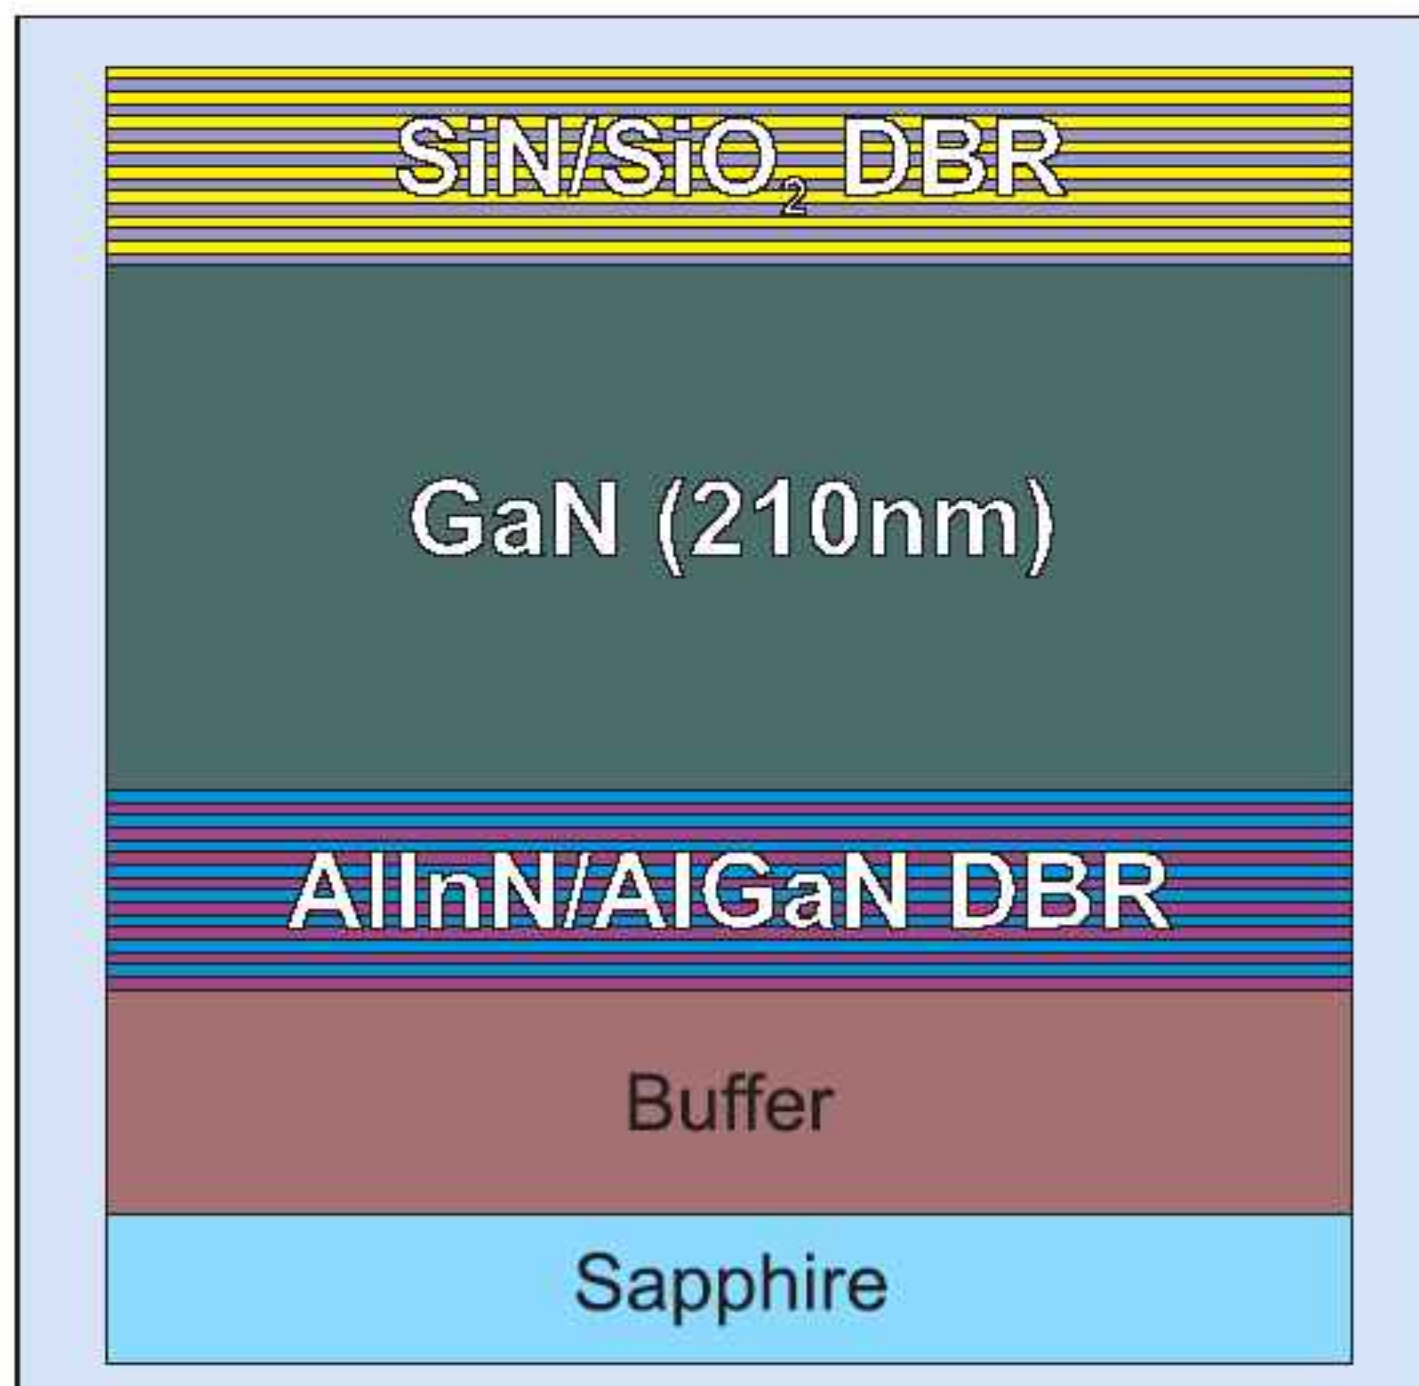 SiN/SiO₂ DBR
GaN (210nm)
AlInN/AlGaN DBR
Buffer
Sapphire